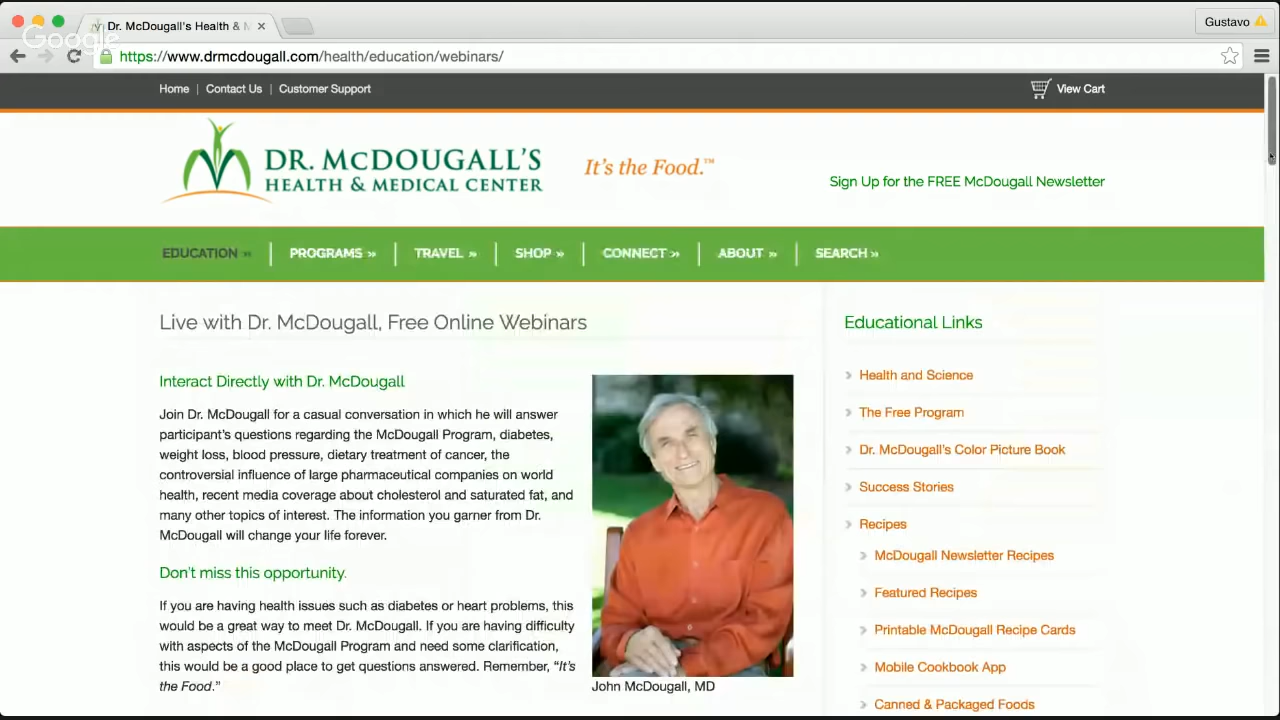 Dr. McDougall's Health & M
Gustavo
Google
https://www.drmcdougall.com/health/education/webinars/
Home | Contact Us | Customer Support
View Cart
DR. MCDOUGALL'S
HEALTH & MEDICAL CENTER
It's the Food.™
Sign Up for the FREE McDougall Newsletter
EDUCATION » PROGRAMS » TRAVEL » SHOP » CONNECT » ABOUT » SEARCH »
Live with Dr. McDougall, Free Online Webinars
Interact Directly with Dr. McDougall
Join Dr. McDougall for a casual conversation in which he will answer
participant's questions regarding the McDougall Program, diabetes,
weight loss, blood pressure, dietary treatment of cancer, the
controversial influence of large pharmaceutical companies on world
health, recent media coverage about cholesterol and saturated fat, and
many other topics of interest. The information you garner from Dr.
McDougall will change your life forever.
Don't miss this opportunity.
If you are having health issues such as diabetes or heart problems, this
would be a great way to meet Dr. McDougall. If you are having difficulty
with aspects of the McDougall Program and need some clarification,
this would be a good place to get questions answered. Remember, “It's
the Food.”
John McDougall, MD
Educational Links
Health and Science
The Free Program
Dr. McDougall's Color Picture Book
Success Stories
Recipes
McDougall Newsletter Recipes
Featured Recipes
Printable McDougall Recipe Cards
Mobile Cookbook App
Canned & Packaged Foods